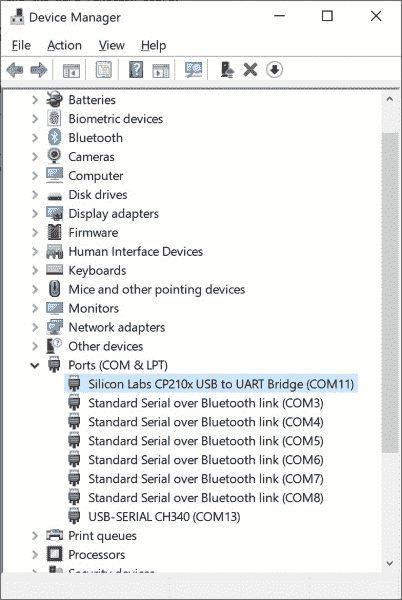 Device Manager
File Action View Help
Batteries
Biometric devices
Bluetooth
Cameras
Computer
Disk drives
Display adapters
Firmware
Human Interface Devices
Keyboards
Mice and other pointing devices
Monitors
Network adapters
Other devices
Ports (COM & LPT)
Silicon Labs CP210x USB to UART Bridge (COM11)
Standard Serial over Bluetooth link (COM3)
Standard Serial over Bluetooth link (COM4)
Standard Serial over Bluetooth link (COM5)
Standard Serial over Bluetooth link (COM6)
Standard Serial over Bluetooth link (COM7)
Standard Serial over Bluetooth link (COM8)
USB-SERIAL CH340 (COM13)
Print queues
Processors
Security devices